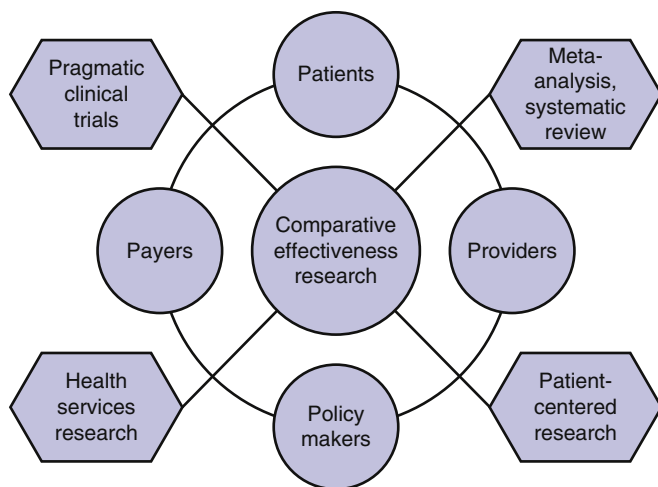 Pragmatic
clinical
trials
Patients
Meta-
analysis,
systematic
review
Payers
Comparative
effectiveness
research
Providers
Health
services
research
Policy
makers
Patient-
centered
research